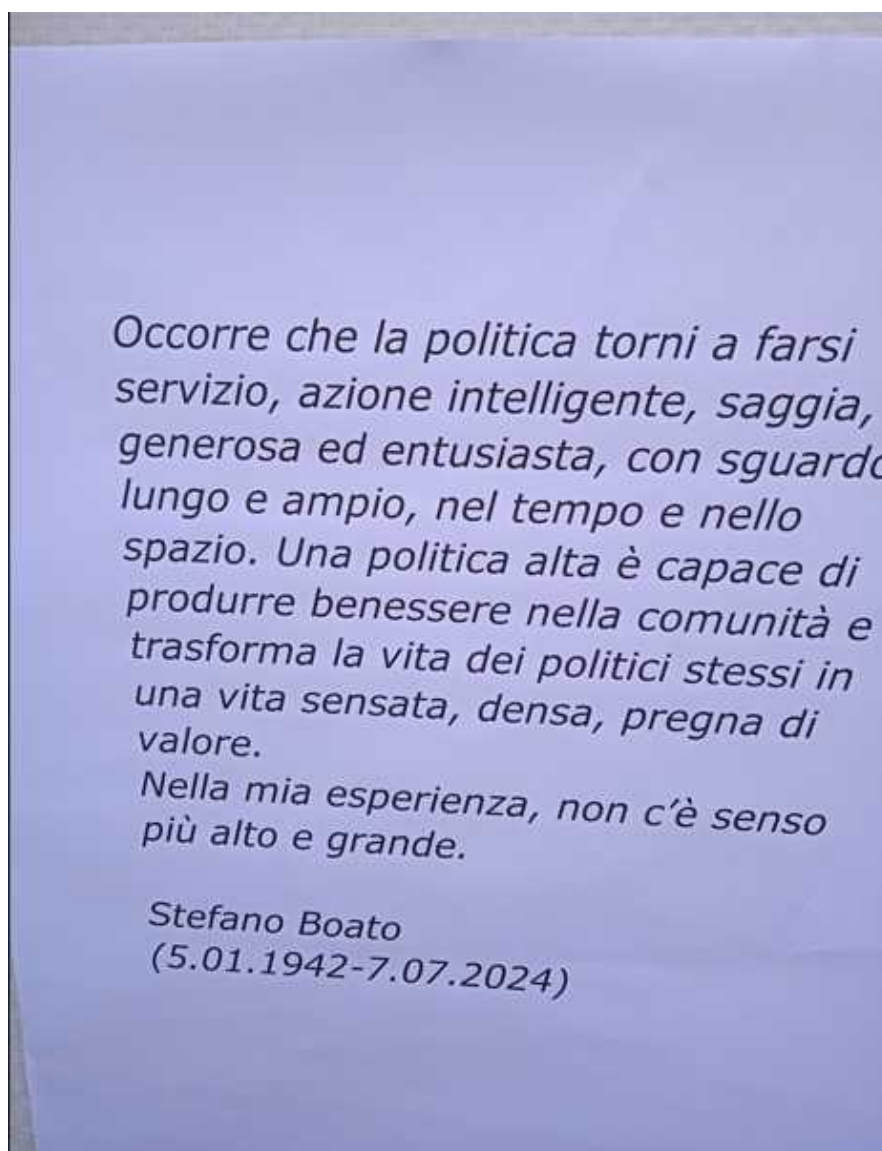 Occorre che la politica torni a farsi
servizio, azione intelligente, saggia,
generosa ed entusiasta, con sguardo
lungo e ampio, nel tempo e nello
spazio. Una politica alta è capace di
produrre benessere nella comunità e
trasforma la vita dei politici stessi in
una vita sensata, densa, pregna di
valore.
Nella mia esperienza, non c'è senso
più alto e grande.
Stefano Boato
(5.01.1942-7.07.2024)